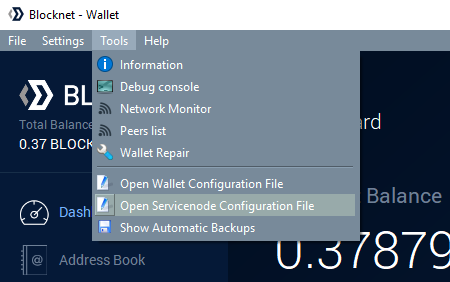 Blocknet - Wallet
File Settings Tools Help
Information
Debug console
Network Monitor
Peers list
Wallet Repair
Open Wallet Configuration File
Open Servicenode Configuration File
Show Automatic Backups
BLO
Total Balance
0.37 BLOCK
Dash
Address Book
ard
Balance
0.37879